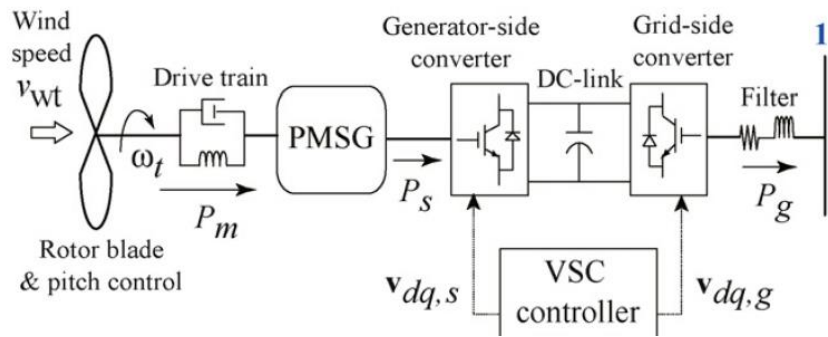 Wind
speed
v_wt
Generator-side
converter
Grid-side
converter
1
Drive train
DC-link
Filter
PMSG
ω_t
P_m
P_s
P_g
Rotor blade
& pitch control
v_dq,s
VSC
controller
v_dq,g